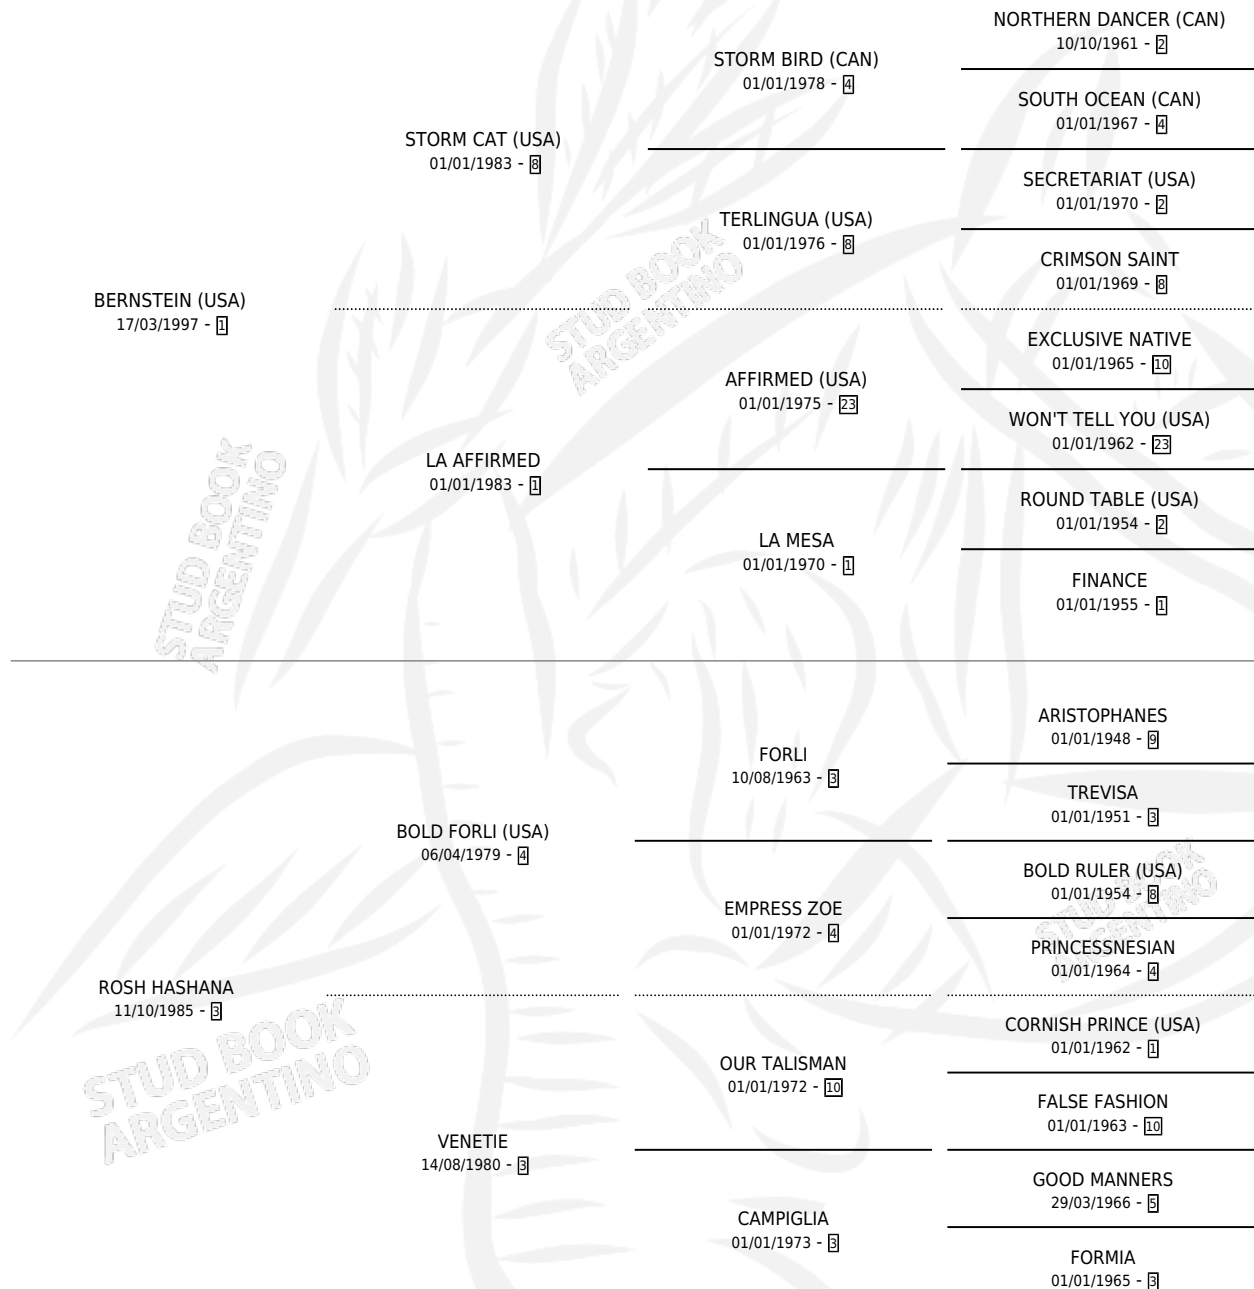 NORTHERN DANCER (CAN)
10/10/1961 - 2
STORM BIRD (CAN)
01/01/1978 - 4
SOUTH OCEAN (CAN)
01/01/1967 - 4
STORM CAT (USA)
01/01/1983 - 8
SECRETARIAT (USA)
01/01/1970 - 2
TERLINGUA (USA)
01/01/1976 - 8
CRIMSON SAINT
01/01/1969 - 8
BERNSTEIN (USA)
17/03/1997 - 1
EXCLUSIVE NATIVE
01/01/1965 - 10
AFFIRMED (USA)
01/01/1975 - 23
WON'T TELL YOU (USA)
01/01/1962 - 23
LA AFFIRMED
01/01/1983 - 1
ROUND TABLE (USA)
01/01/1954 - 2
LA MESA
01/01/1970 - 1
FINANCE
01/01/1955 - 1
ARISTOPHANES
01/01/1948 - 9
FORLI
10/08/1963 - 3
TREVISA
01/01/1951 - 3
BOLD FORLI (USA)
06/04/1979 - 4
BOLD RULER (USA)
01/01/1954 - 8
EMPRESS ZOE
01/01/1972 - 4
PRINCESSNESIAN
01/01/1964 - 4
ROSH HASHANA
11/10/1985 - 3
CORNISH PRINCE (USA)
01/01/1962 - 1
OUR TALISMAN
01/01/1972 - 10
FALSE FASHION
01/01/1963 - 10
VENETIE
14/08/1980 - 3
GOOD MANNERS
29/03/1966 - 5
CAMPIGLIA
01/01/1973 - 3
FORMIA
01/01/1965 - 3
STUD BOOK
ARGENTINO
STUD BOOK
ARGENTINO
STUD BOOK
ARGENTINO
STUD BOOK
ARGENTINO